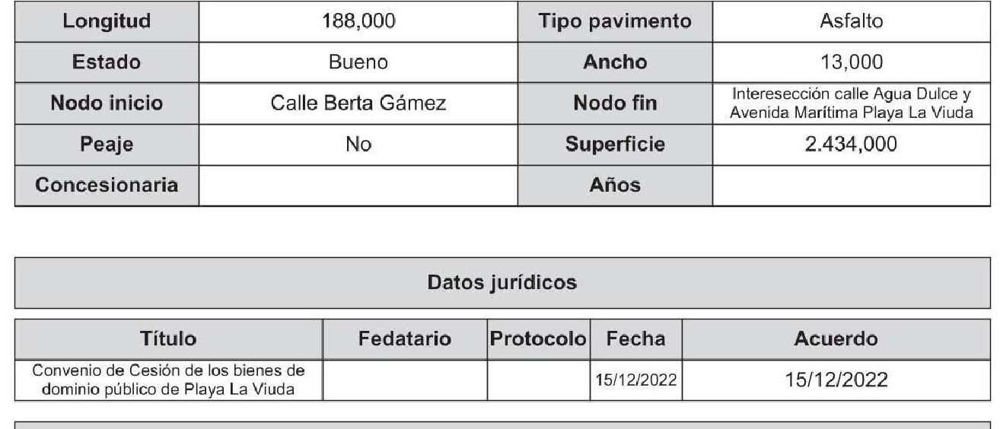 Longitud 188,000 Tipo pavimento Asfalto
Estado Bueno Ancho 13,000
Nodo inicio Calle Berta Gámez Nodo fin Interesección calle Agua Dulce y
Avenida Marítima Playa La Viuda
Peaje No Superficie 2.434,000
Concesionaria Años
Datos jurídicos
Título Fedatario Protocolo Fecha Acuerdo
Convenio de Cesión de los bienes de
dominio público de Playa La Viuda 15/12/2022 15/12/2022